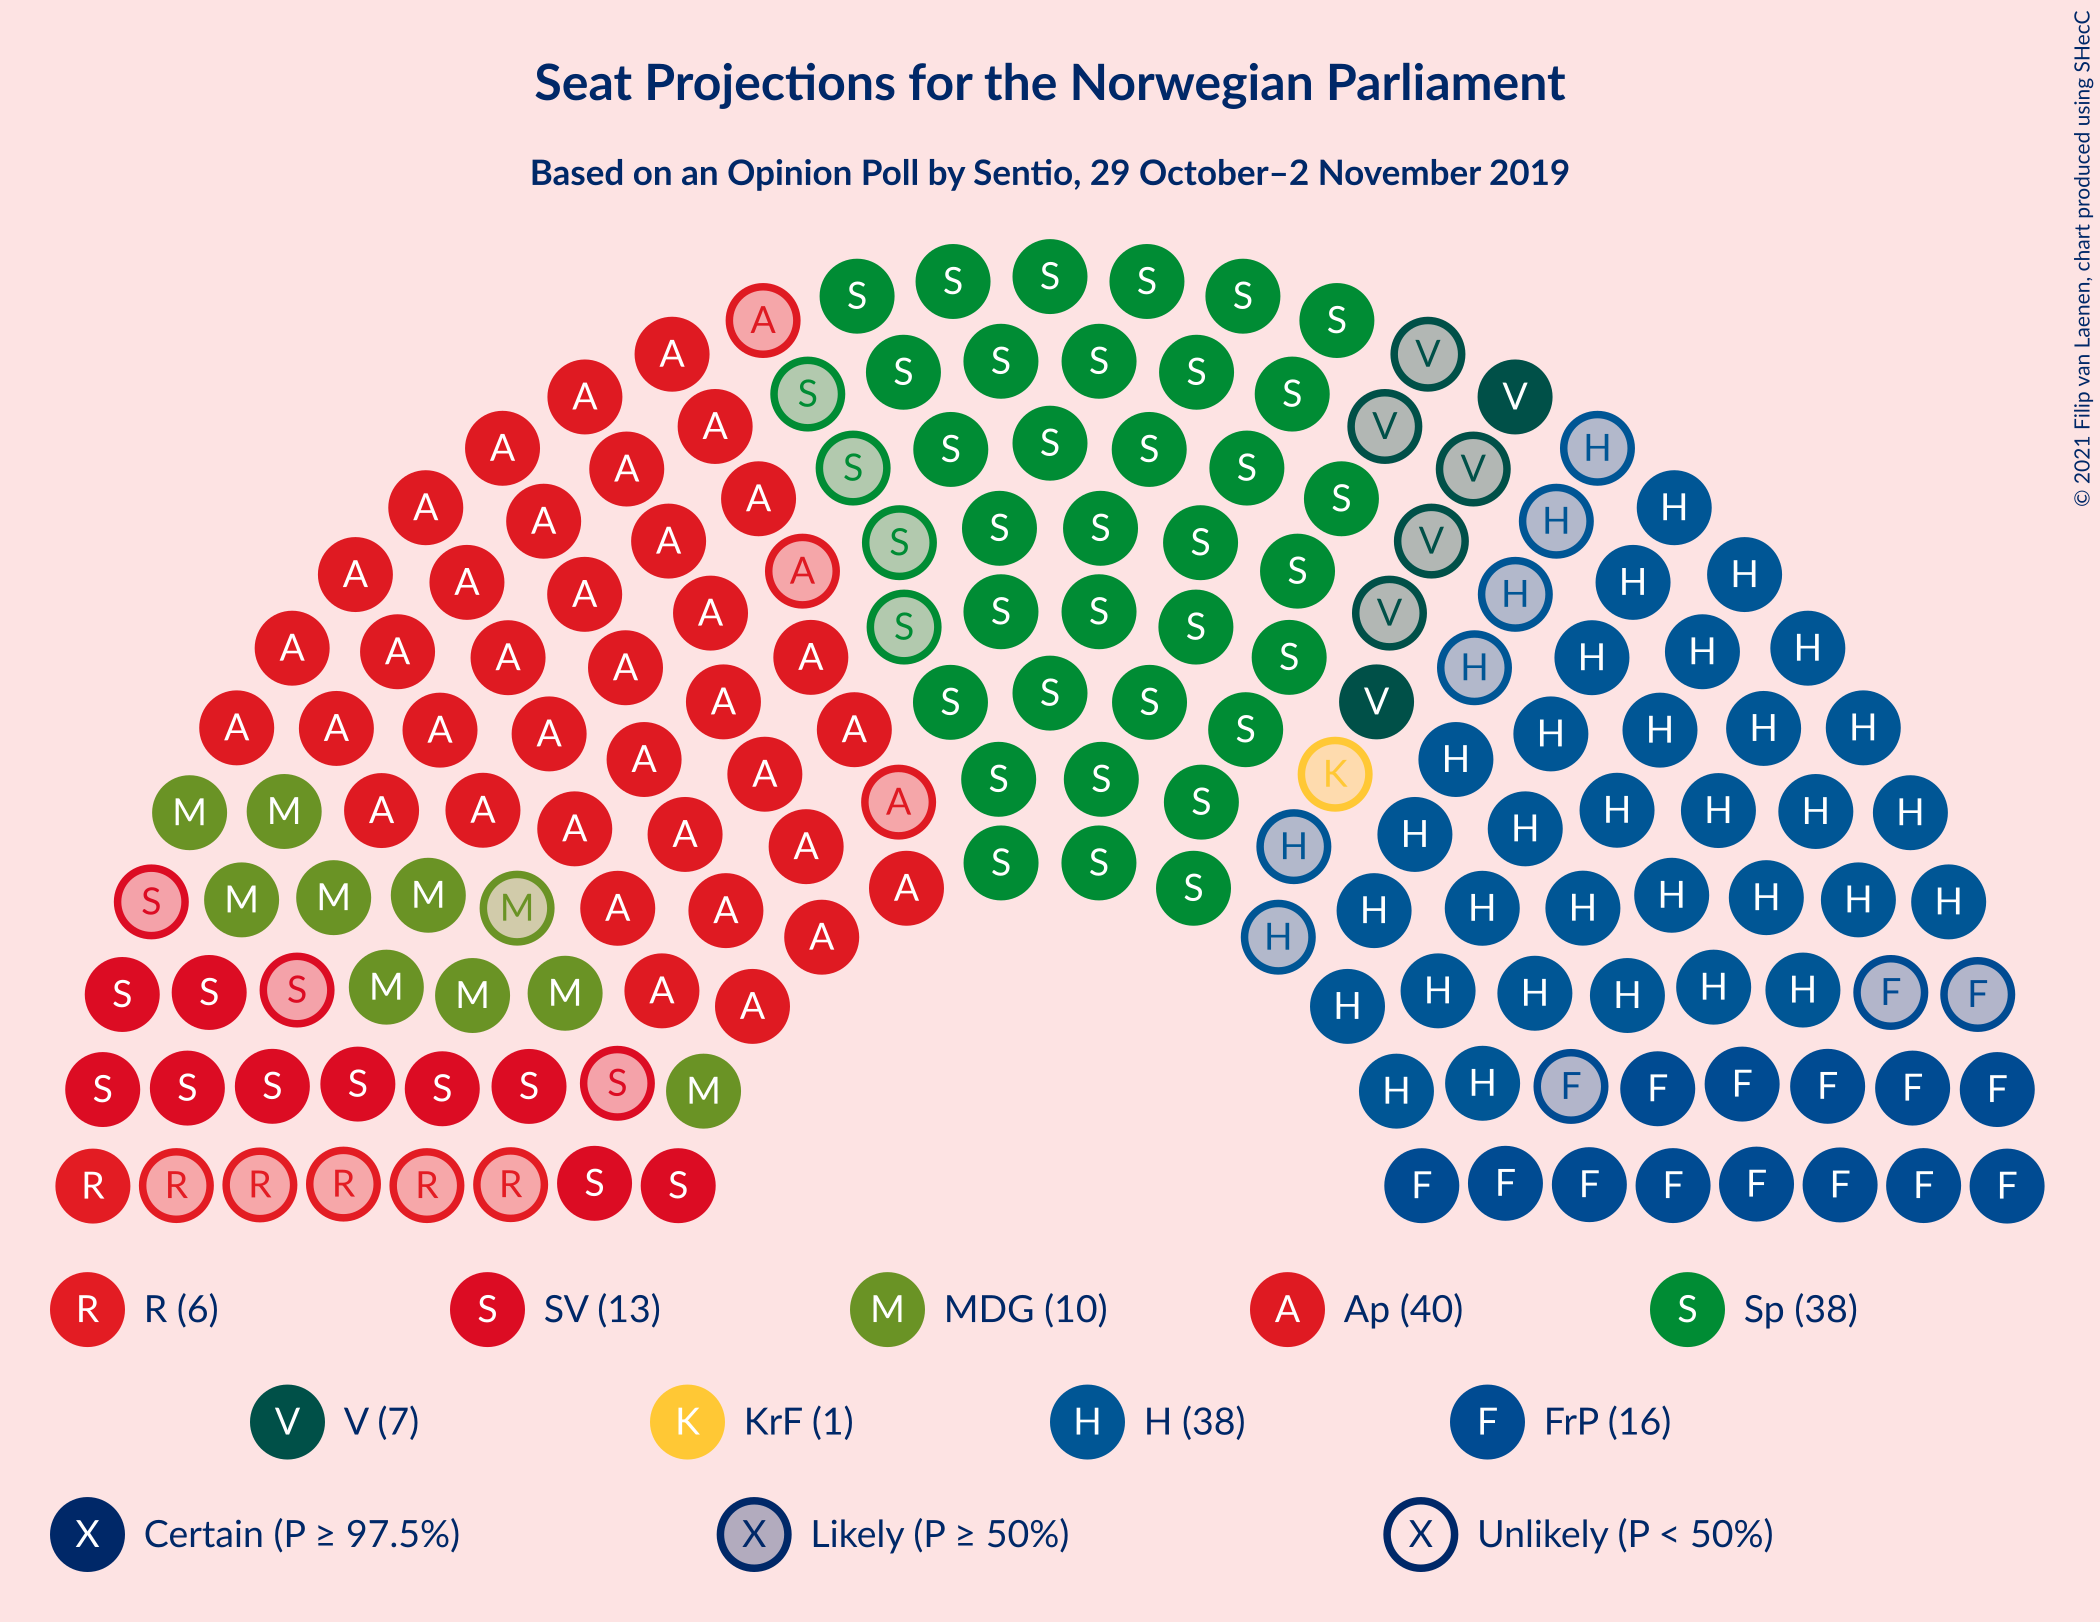 Seat Projections for the Norwegian Parliament
Based on an Opinion Poll by Sentio, 29 October–2 November 2019
© 2021 Filip van Laenen, chart produced using SHecC
S S S S S
A S S V
A S S S S V
A S S V
A A V H
S S S
A S S V
A A S V H
A S A S H H
A S S S S H
A A A A H H
S S S S H
A A A A S S V H H H
S S S
A A A A A S V H H H H
K
A A A H
M M A A S S S H H H H
A A A A H H
A S S H
S M M M A S H H H H
M A A A H H H H
S S S M M M A A H H H H H H F F
S S S S S S S M H H F F F F F F
R R R R R R S S F F F F F F F F
R R (6) S SV (13) M MDG (10) A Ap (40) S Sp (38)
V V (7) K KrF (1) H H (38) F FrP (16)
X Certain (P ≥ 97.5%) X Likely (P ≥ 50%) X Unlikely (P < 50%)